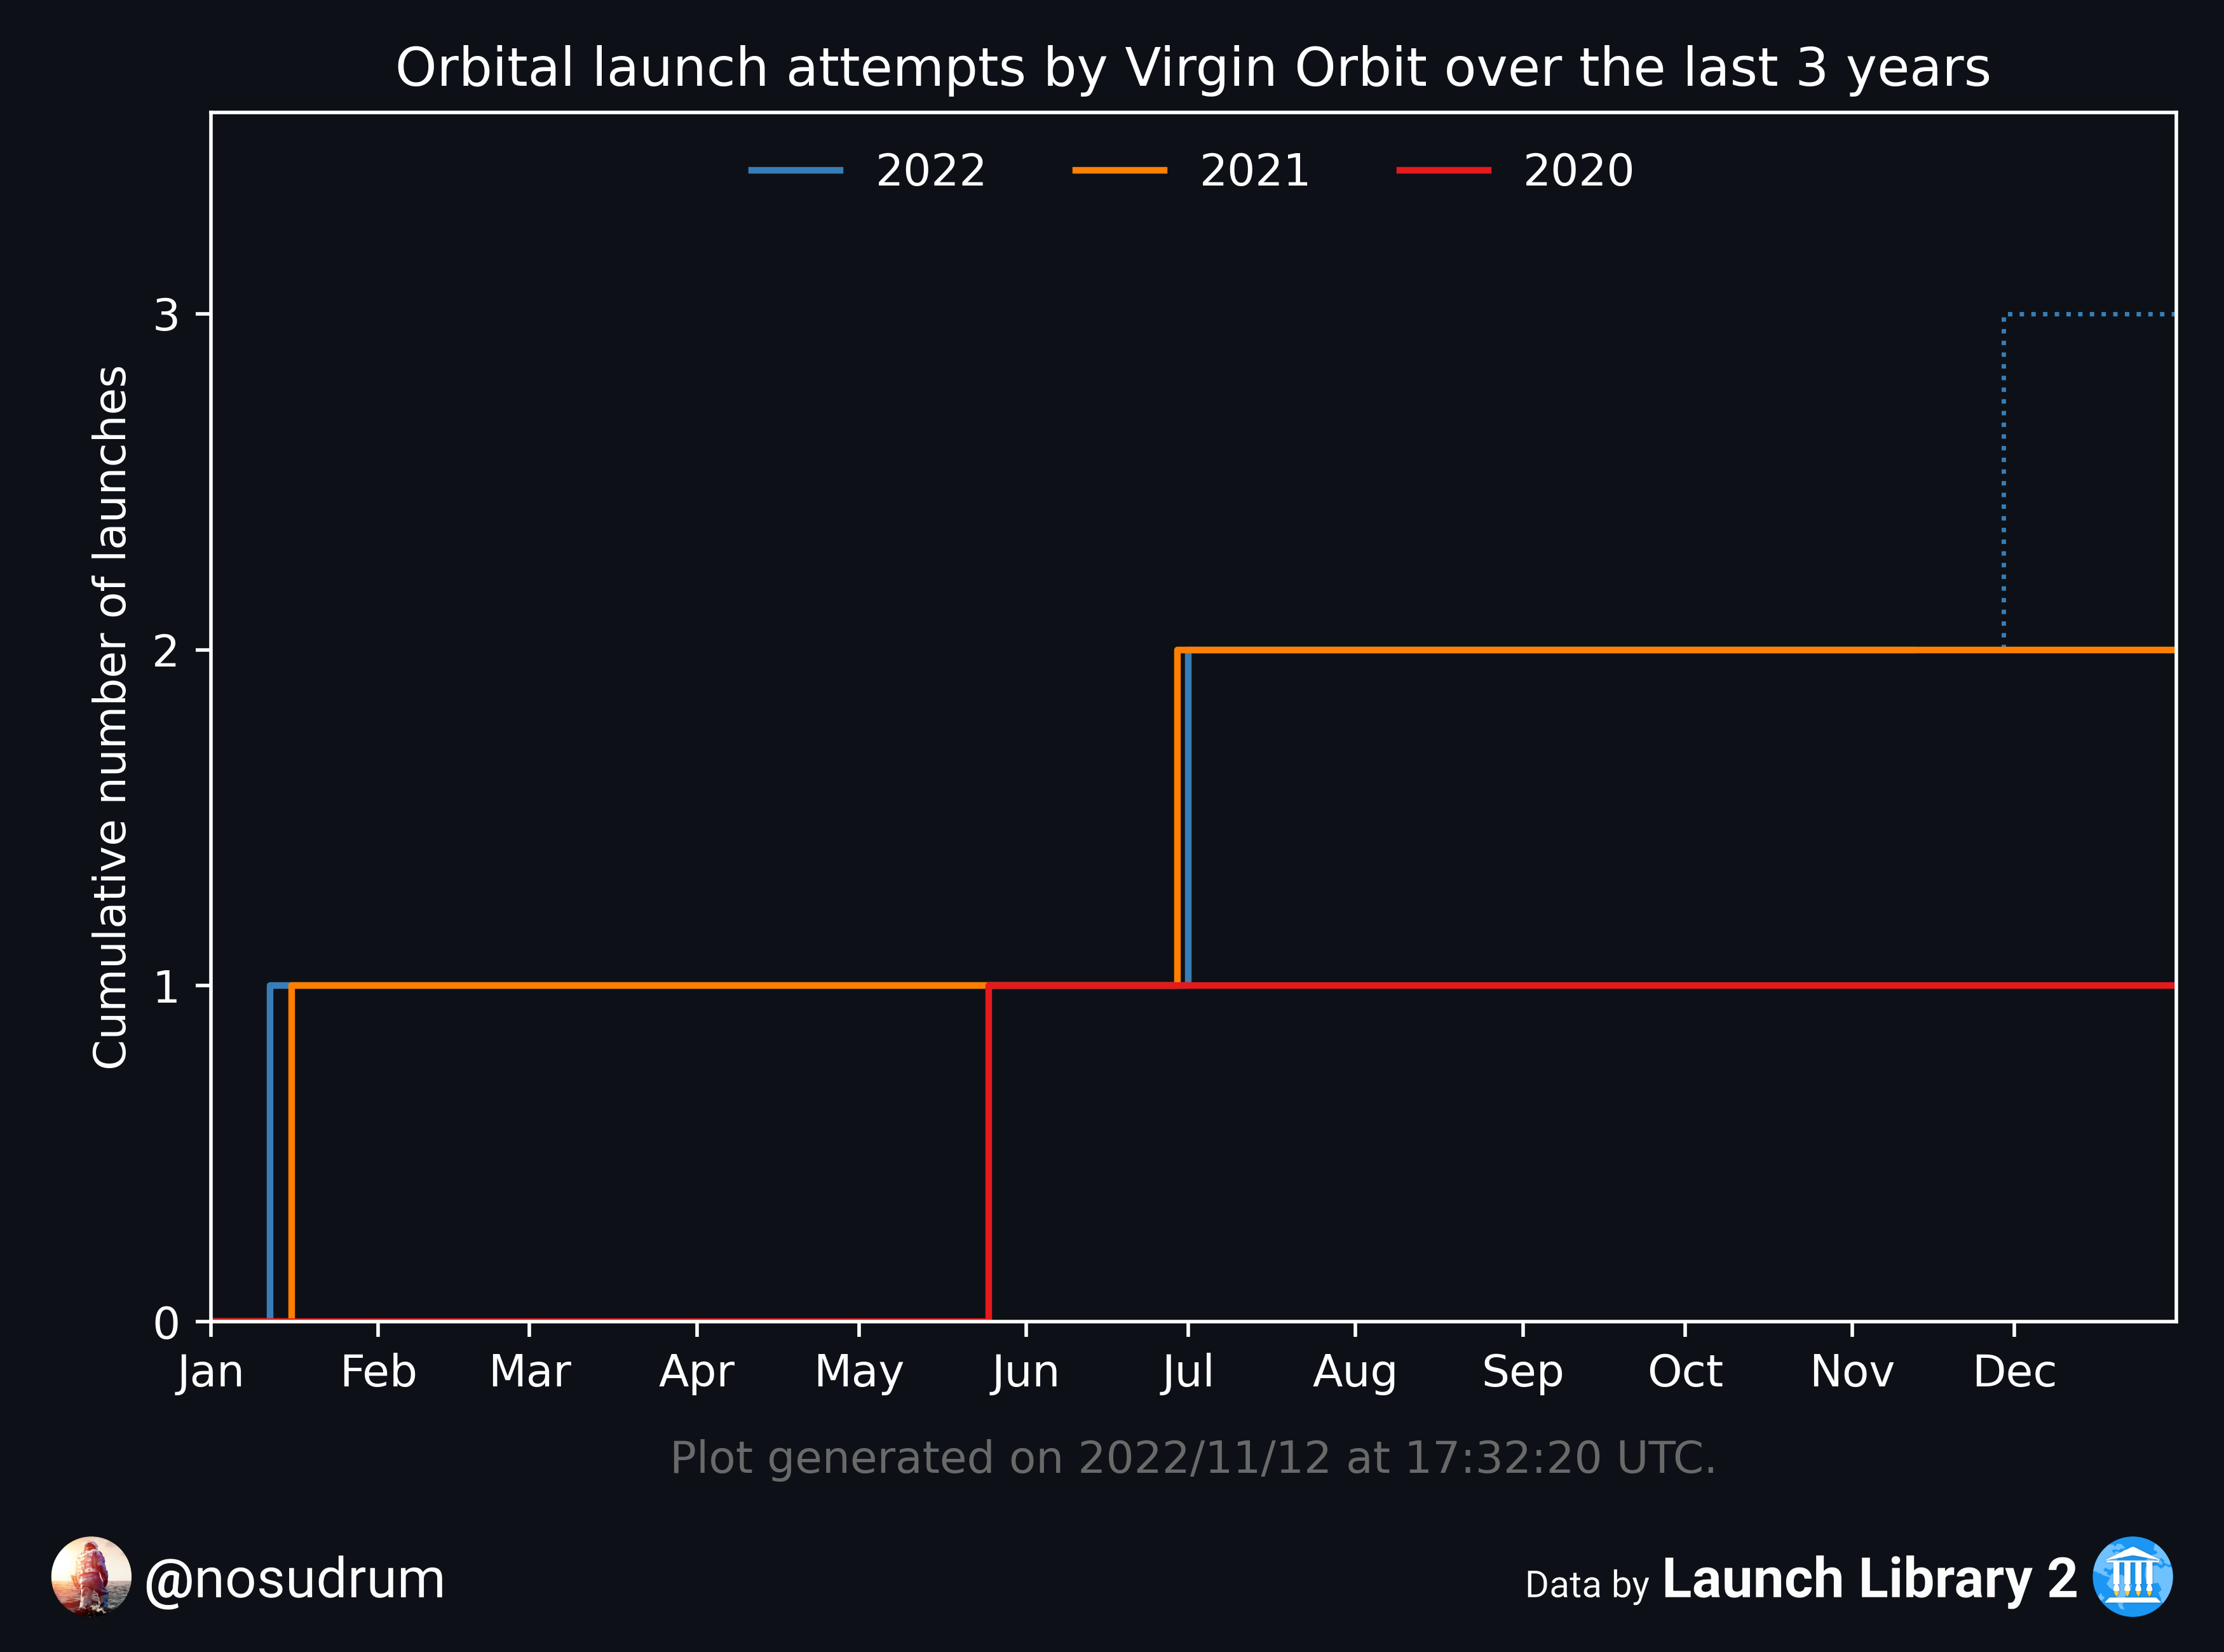 Orbital launch attempts by Virgin Orbit over the last 3 years
2022 2021 2020
Cumulative number of launches
3
2
1
0
Jan Feb Mar Apr May Jun Jul Aug Sep Oct Nov Dec
Plot generated on 2022/11/12 at 17:32:20 UTC.
@nosudrum
Data by Launch Library 2